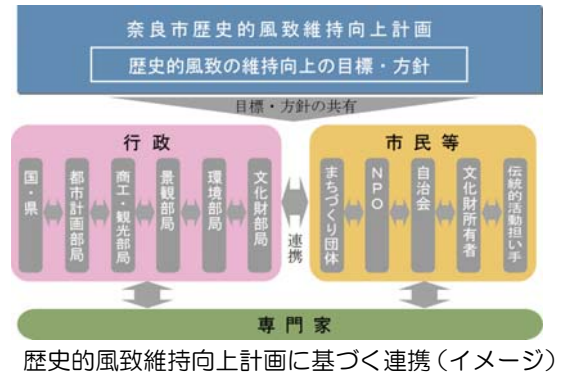 奈良市歴史的風致維持向上計画
歴史的風致の維持向上の目標・方針
目標・方針の共有
行政
国・県
都市計画部局
商工・観光部局
景観部局
環境部局
文化財部局
連携
市民等
まちづくり団体
NPO
自治会
文化財所有者
伝統的活動担い手
専門家
歴史的風致維持向上計画に基づく連携(イメージ)